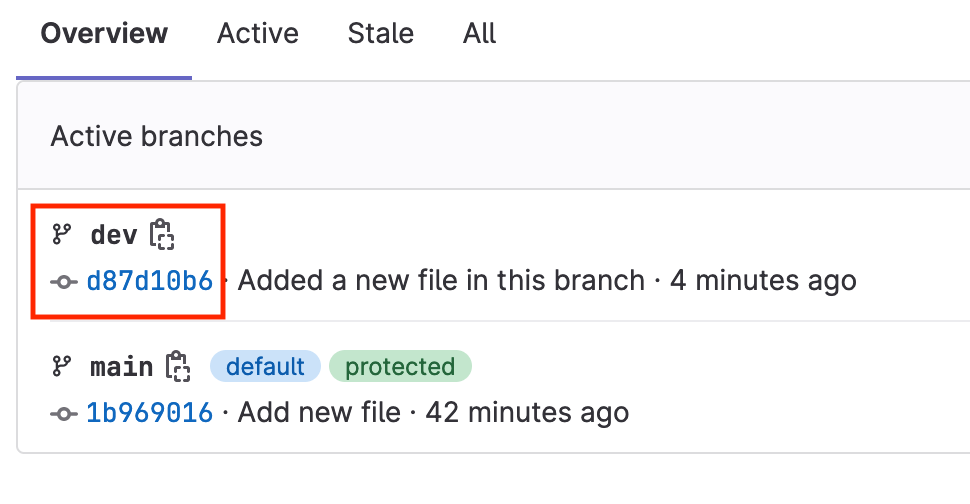 Overview Active Stale All
Active branches
dev
d87d10b6 · Added a new file in this branch · 4 minutes ago
main default protected
1b969016 · Add new file · 42 minutes ago